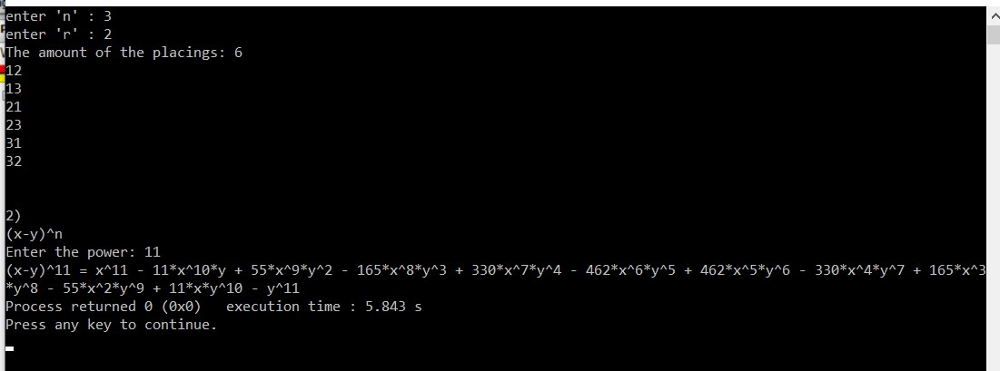 enter 'n' : 3
enter 'r' : 2
The amount of the placings: 6
12
13
21
23
31
32
2)
(x-y)^n
Enter the power: 11
(x-y)^11 = x^11 - 11*x^10*y + 55*x^9*y^2 - 165*x^8*y^3 + 330*x^7*y^4 - 462*x^6*y^5 + 462*x^5*y^6 - 330*x^4*y^7 + 165*x^3
*y^8 - 55*x^2*y^9 + 11*x*y^10 - y^11
Process returned 0 (0x0)   execution time : 5.843 s
Press any key to continue.